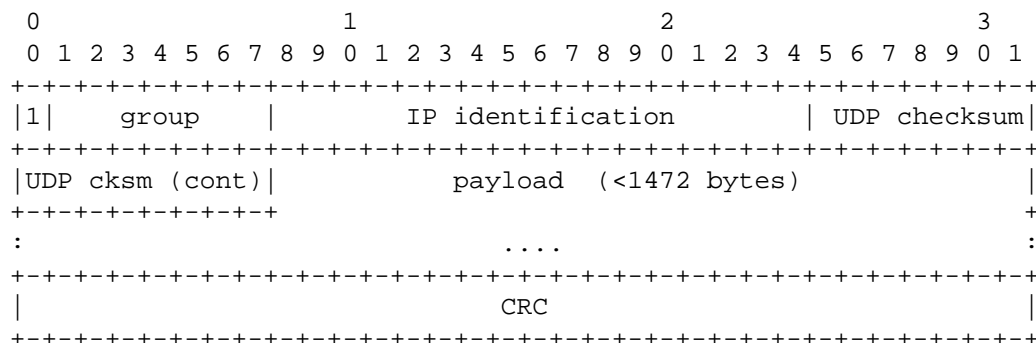 0                   1                   2                   3
 0 1 2 3 4 5 6 7 8 9 0 1 2 3 4 5 6 7 8 9 0 1 2 3 4 5 6 7 8 9 0 1
+-+-+-+-+-+-+-+-+-+-+-+-+-+-+-+-+-+-+-+-+-+-+-+-+-+-+-+-+-+-+-+-+
|1|    group    |        IP identification         | UDP checksum|
+-+-+-+-+-+-+-+-+-+-+-+-+-+-+-+-+-+-+-+-+-+-+-+-+-+-+-+-+-+-+-+-+
|UDP cksm (cont)|           payload  (<1472 bytes)              |
+-+-+-+-+-+-+-+-+                                               +
:                              ....                             :
+-+-+-+-+-+-+-+-+-+-+-+-+-+-+-+-+-+-+-+-+-+-+-+-+-+-+-+-+-+-+-+-+
|                              CRC                              |
+-+-+-+-+-+-+-+-+-+-+-+-+-+-+-+-+-+-+-+-+-+-+-+-+-+-+-+-+-+-+-+-+